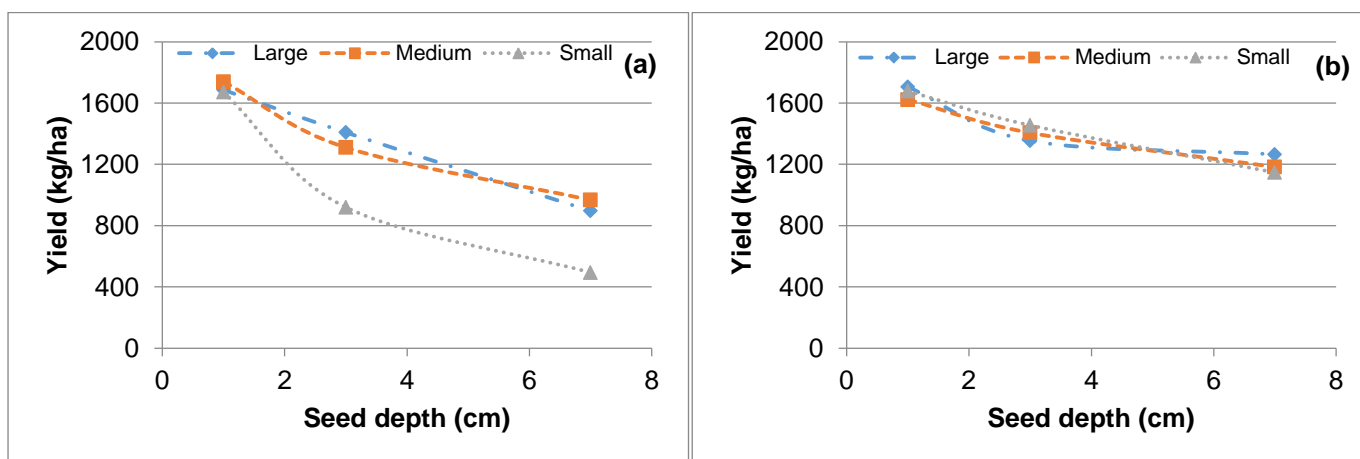 Large Medium Small
(a)
2000
1600
1200
800
400
0
0 2 4 6 8
Yield (kg/ha)
Seed depth (cm)
Large Medium Small
(b)
2000
1600
1200
800
400
0
0 2 4 6 8
Yield (kg/ha)
Seed depth (cm)